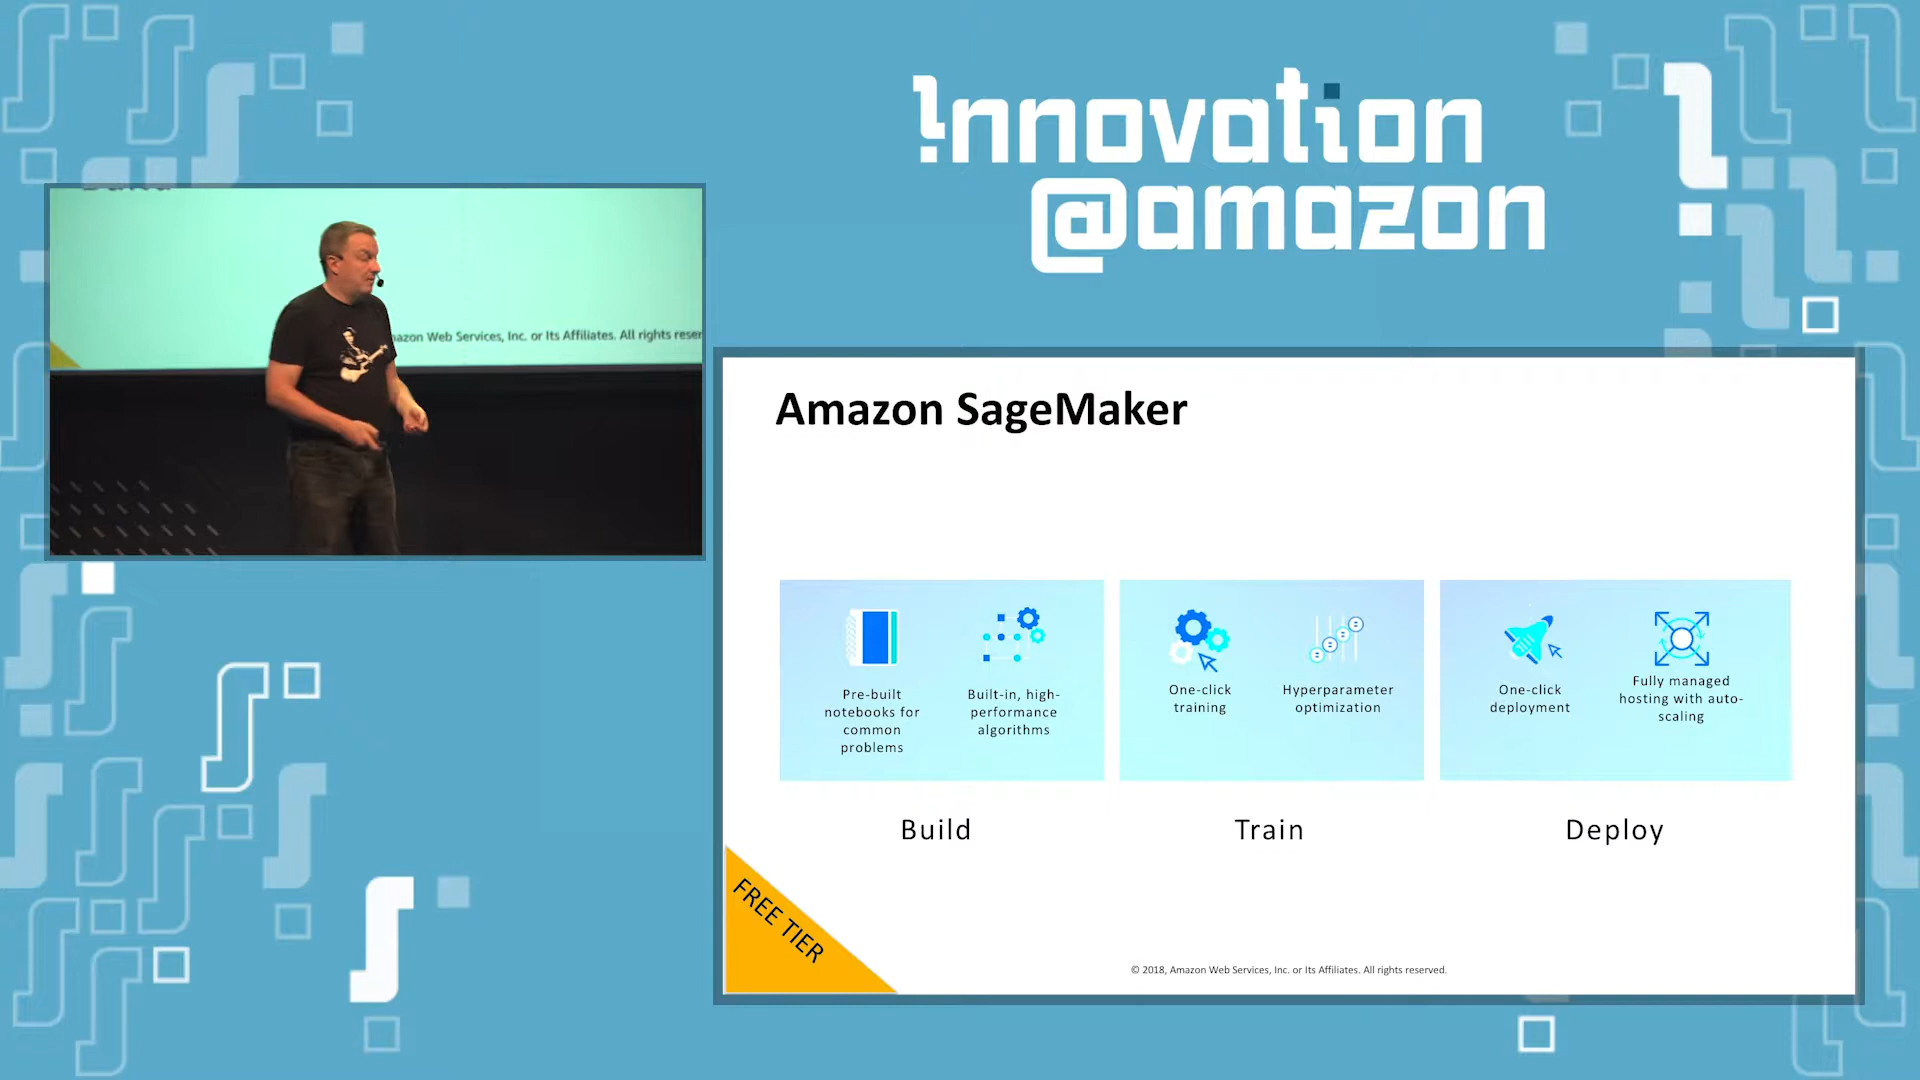 Innovation
@amazon
azon Web Services, Inc. or Its Affiliates. All rights reser
Amazon SageMaker
Pre-built
notebooks for
common
problems
Built-in, high-
performance
algorithms
One-click
training
Hyperparameter
optimization
One-click
deployment
Fully managed
hosting with auto-
scaling
Build
Train
Deploy
FREE TIER
© 2018, Amazon Web Services, Inc. or Its Affiliates. All rights reserved.